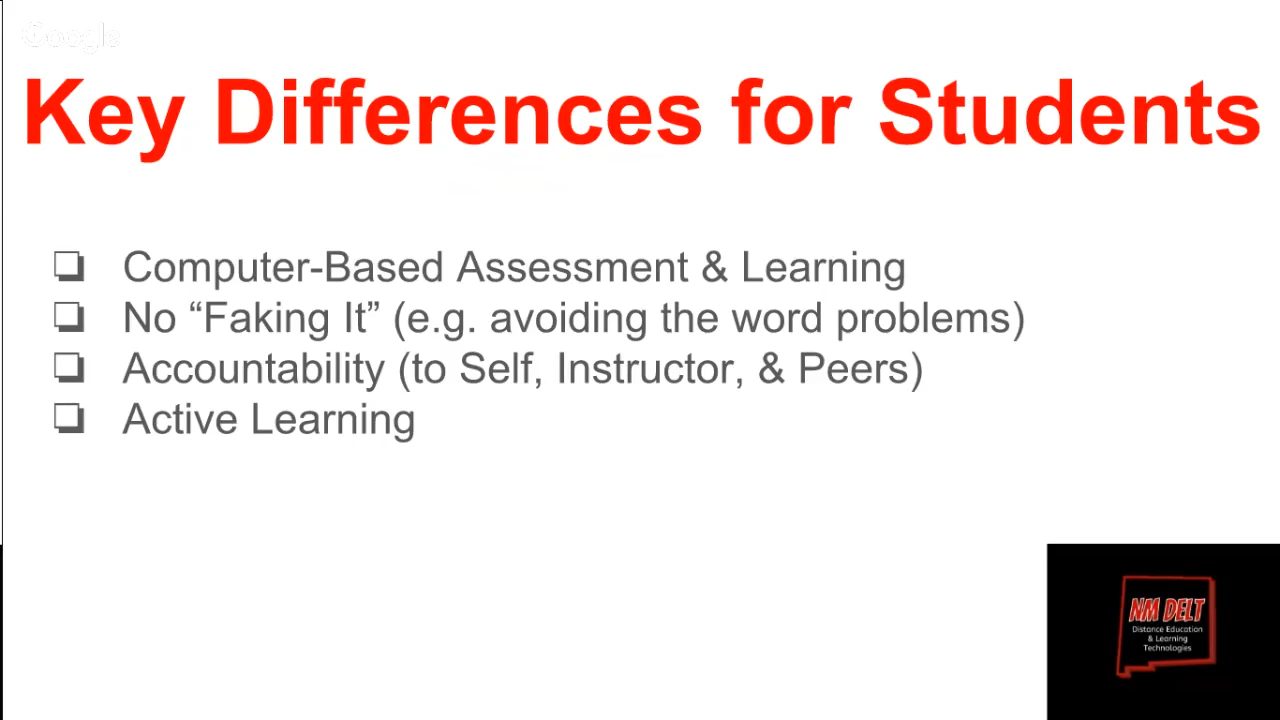 Google
Key Differences for Students
❏ Computer-Based Assessment & Learning
❏ No “Faking It” (e.g. avoiding the word problems)
❏ Accountability (to Self, Instructor, & Peers)
❏ Active Learning
NM DELT
Distance Education
& Learning
Technologies